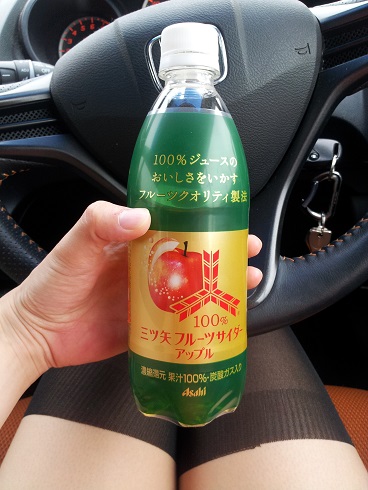 100%ジュースの
おいしさをいかす
フルーツクオリティ製法
100%
三ツ矢 フルーツサイダー
アップル
濃縮還元 果汁100%・炭酸ガス入り
Asahi